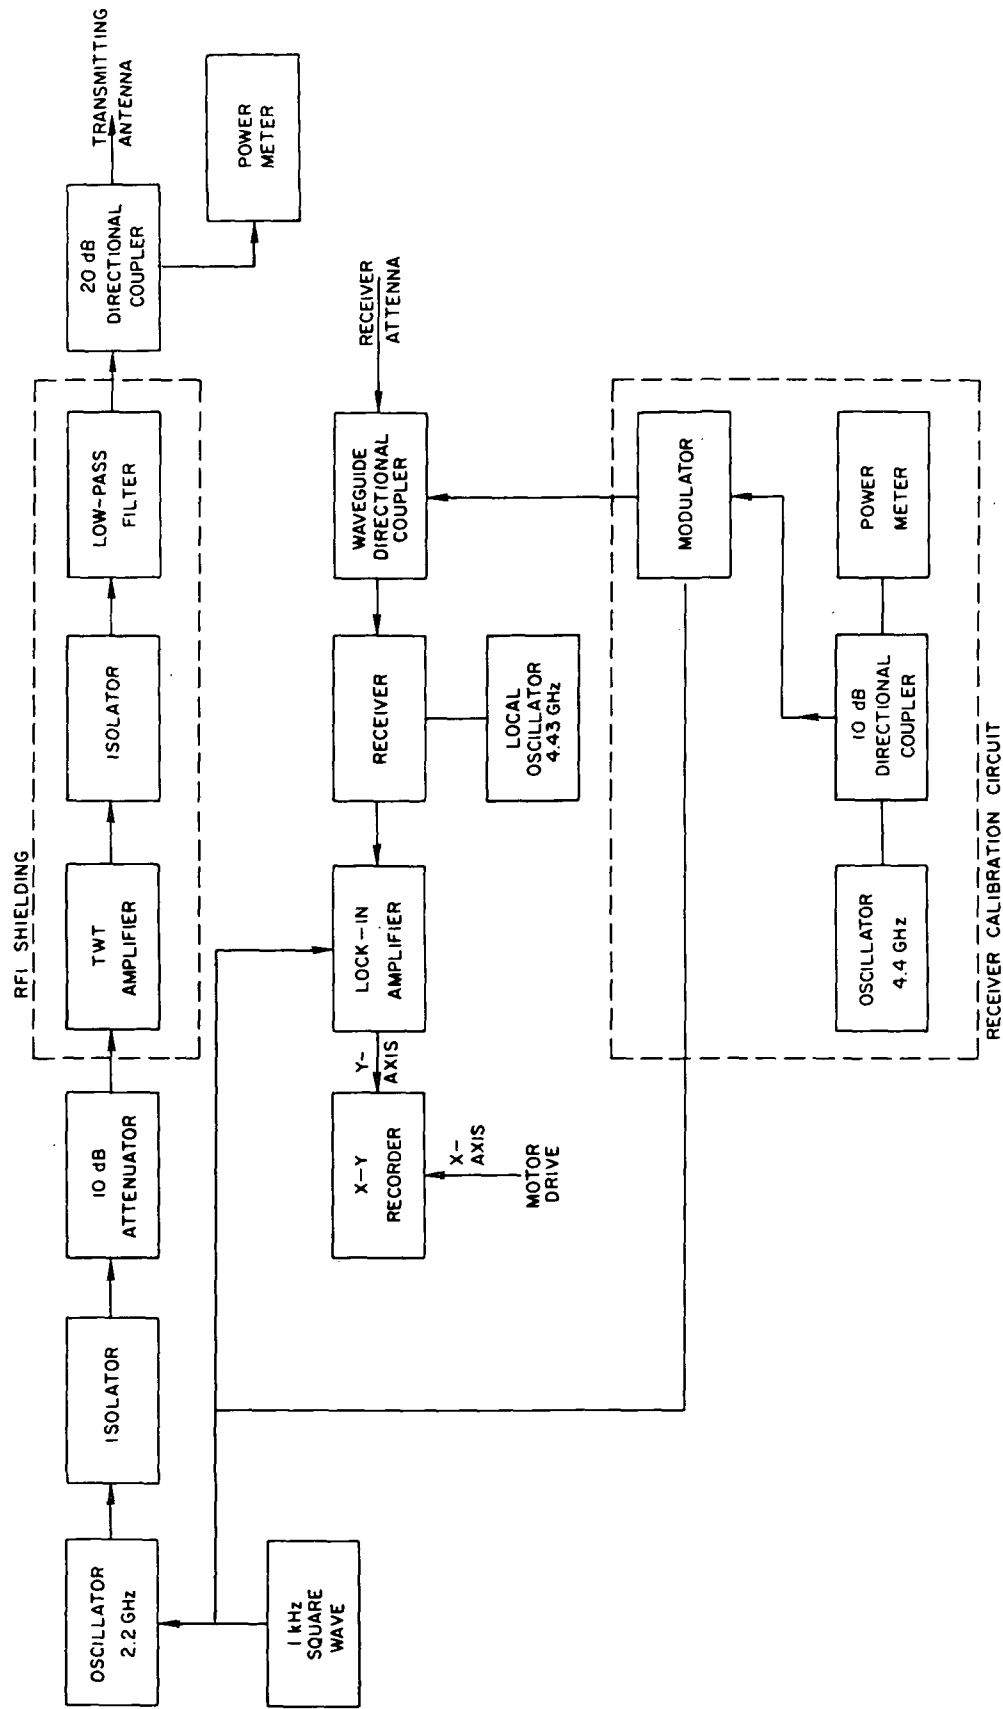 RFI SHIELDING
OSCILLATOR
2.2 GHz
ISOLATOR
10 dB
ATTENUATOR
TWT
AMPLIFIER
ISOLATOR
LOW-PASS
FILTER
20 dB
DIRECTIONAL
COUPLER
TRANSMITTING
ANTENNA
POWER
METER
1 kHz
SQUARE
WAVE
X-Y
RECORDER
Y-
AXIS
X-
AXIS
MOTOR
DRIVE
LOCK-IN
AMPLIFIER
RECEIVER
LOCAL
OSCILLATOR
4.43 GHz
WAVEGUIDE
DIRECTIONAL
COUPLER
RECEIVER
ATTENNA
MODULATOR
OSCILLATOR
4.4 GHz
10 dB
DIRECTIONAL
COUPLER
POWER
METER
RECEIVER CALIBRATION CIRCUIT